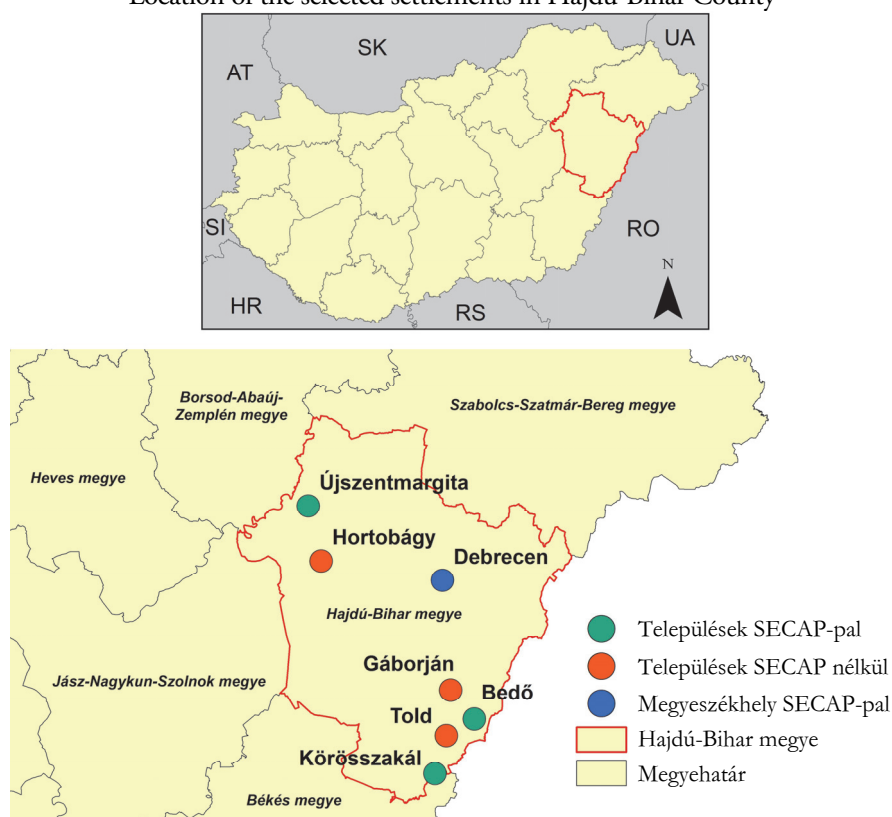 Location of the selected settlements in Hajdú-Bihar County
SK
UA
AT
SI
RO
N
HR
RS
Borsod-Abaúj-
Zemplén megye
Szabolcs-Szatmár-Bereg megye
Heves megye
Újszentmargita
Hortobágy
Debrecen
Hajdú-Bihar megye
Települések SECAP-pal
Települések SECAP nélkül
Gáborján
Jász-Nagykun-Szolnok megye
Bedő
Megyeszékhely SECAP-pal
Told
Hajdú-Bihar megye
Körösszakál
Megyehatár
Békés megye